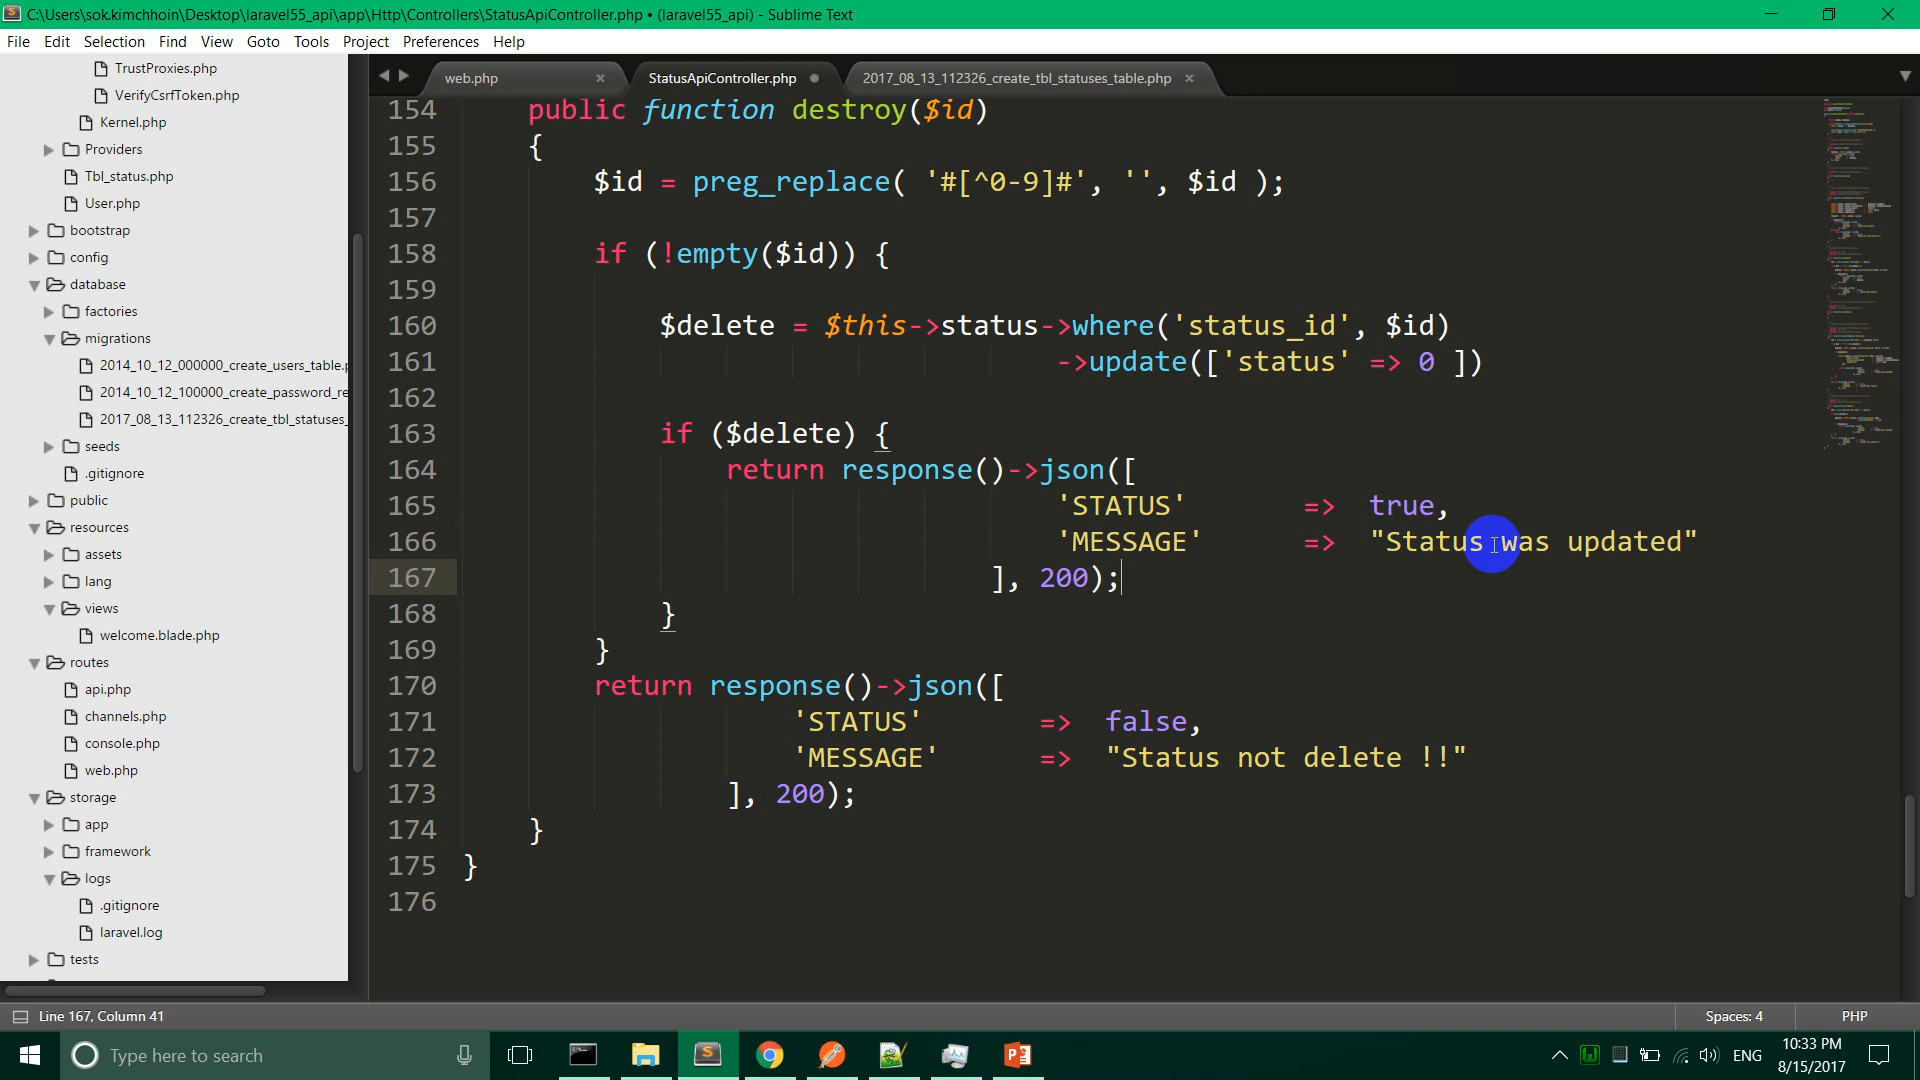 C:\Users\sok.kimchhoin\Desktop\laravel55_api\app\Http\Controllers\StatusApiController.php • (laravel55_api) - Sublime Text
File Edit Selection Find View Goto Tools Project Preferences Help
TrustProxies.php
VerifyCsrfToken.php
Kernel.php
Providers
Tbl_status.php
User.php
bootstrap
config
database
factories
migrations
2014_10_12_000000_create_users_table.p
2014_10_12_100000_create_password_re
2017_08_13_112326_create_tbl_statuses_
seeds
.gitignore
public
resources
assets
lang
views
welcome.blade.php
routes
api.php
channels.php
console.php
web.php
storage
app
framework
logs
.gitignore
laravel.log
tests
web.php StatusApiController.php 2017_08_13_112326_create_tbl_statuses_table.php
154 public function destroy($id)
155 {
156 $id = preg_replace( '#[^0-9]#', '', $id );
157
158 if (!empty($id)) {
159
160 $delete = $this->status->where('status_id', $id)
161 ->update(['status' => 0 ])
162
163 if ($delete) {
164 return response()->json([
165 'STATUS' => true,
166 'MESSAGE' => "Status was updated"
167 ], 200);
168 }
169 }
170 return response()->json([
171 'STATUS' => false,
172 'MESSAGE' => "Status not delete !!"
173 ], 200);
174 }
175 }
176
Line 167, Column 41 Spaces: 4 PHP
Type here to search
ENG
10:33 PM
8/15/2017